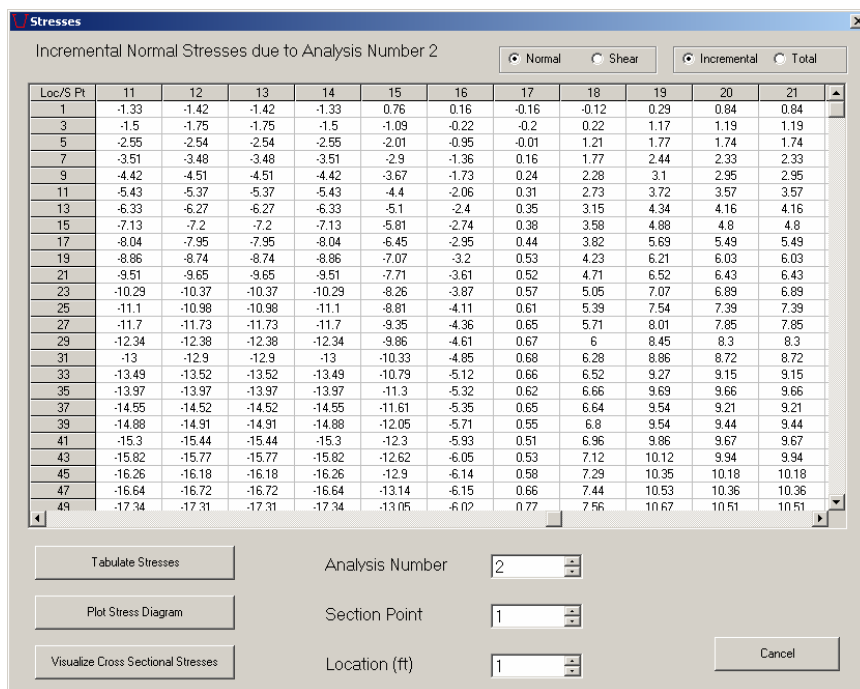 Stresses
Incremental Normal Stresses due to Analysis Number 2 Normal Shear Incremental Total
Loc/S Pt 11 12 13 14 15 16 17 18 19 20 21
1 -1.33 -1.42 -1.42 -1.33 0.76 0.16 -0.16 -0.12 0.29 0.84 0.84
3 -1.5 -1.75 -1.75 -1.5 -1.09 -0.22 -0.2 0.22 1.17 1.19 1.19
5 -2.55 -2.54 -2.54 -2.55 -2.01 -0.95 -0.01 1.21 1.77 1.74 1.74
7 -3.51 -3.48 -3.48 -3.51 -2.9 -1.36 0.16 1.77 2.44 2.33 2.33
9 -4.42 -4.51 -4.51 -4.42 -3.67 -1.73 0.24 2.28 3.1 2.95 2.95
11 -5.43 -5.37 -5.37 -5.43 -4.4 -2.06 0.31 2.73 3.72 3.57 3.57
13 -6.33 -6.27 -6.27 -6.33 -5.1 -2.4 0.35 3.15 4.34 4.16 4.16
15 -7.13 -7.2 -7.2 -7.13 -5.81 -2.74 0.38 3.58 4.88 4.8 4.8
17 -8.04 -7.95 -7.95 -8.04 -6.45 -2.95 0.44 3.82 5.69 5.49 5.49
19 -8.86 -8.74 -8.74 -8.86 -7.07 -3.2 0.53 4.23 6.21 6.03 6.03
21 -9.51 -9.65 -9.65 -9.51 -7.71 -3.61 0.52 4.71 6.52 6.43 6.43
23 -10.29 -10.37 -10.37 -10.29 -8.26 -3.87 0.57 5.05 7.07 6.89 6.89
25 -11.1 -10.98 -10.98 -11.1 -8.81 -4.11 0.61 5.39 7.54 7.39 7.39
27 -11.7 -11.73 -11.73 -11.7 -9.35 -4.36 0.65 5.71 8.01 7.85 7.85
29 -12.34 -12.38 -12.38 -12.34 -9.86 -4.61 0.67 6 8.45 8.3 8.3
31 -13 -12.9 -12.9 -13 -10.33 -4.85 0.68 6.28 8.86 8.72 8.72
33 -13.49 -13.52 -13.52 -13.49 -10.79 -5.12 0.66 6.52 9.27 9.15 9.15
35 -13.97 -13.97 -13.97 -13.97 -11.3 -5.32 0.62 6.66 9.69 9.66 9.66
37 -14.55 -14.52 -14.52 -14.55 -11.61 -5.35 0.65 6.64 9.54 9.21 9.21
39 -14.88 -14.91 -14.91 -14.88 -12.05 -5.71 0.55 6.8 9.54 9.44 9.44
41 -15.3 -15.44 -15.44 -15.3 -12.3 -5.93 0.51 6.96 9.86 9.67 9.67
43 -15.82 -15.77 -15.77 -15.82 -12.62 -6.05 0.53 7.12 10.12 9.94 9.94
45 -16.26 -16.18 -16.18 -16.26 -12.9 -6.14 0.58 7.29 10.35 10.18 10.18
47 -16.64 -16.72 -16.72 -16.64 -13.14 -6.15 0.66 7.44 10.53 10.36 10.36
49 -17.34 -17.31 -17.31 -17.34 -13.05 -6.02 0.77 7.56 10.67 10.51 10.51
Tabulate Stresses Analysis Number 2
Plot Stress Diagram Section Point 1
Visualize Cross Sectional Stresses Location (ft) 1 Cancel